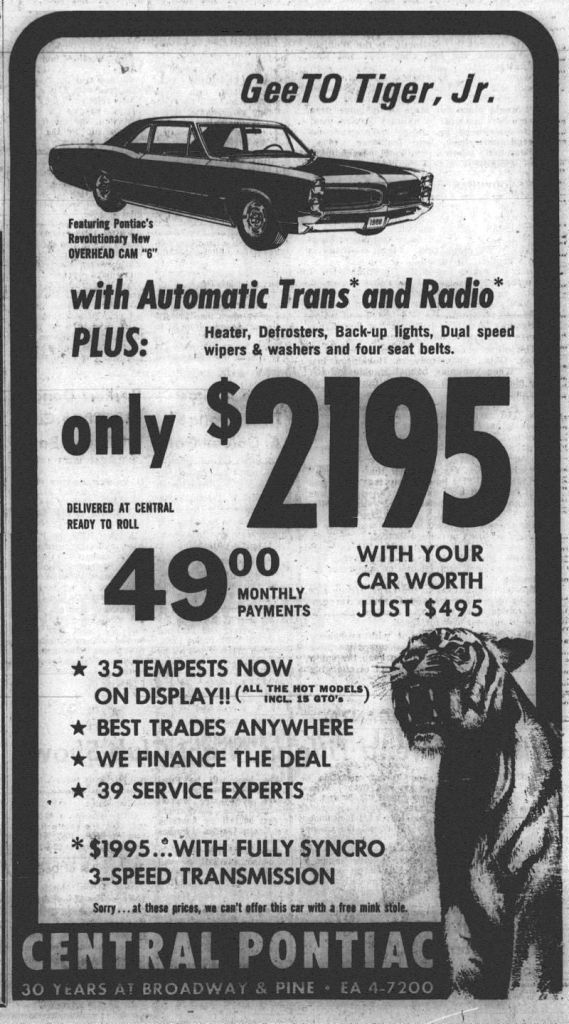 GeeTO Tiger, Jr.
Featuring Pontiac's
Revolutionary New
OVERHEAD CAM "6"
with Automatic Trans* and Radio*
PLUS:
Heater, Defrosters, Back-up lights, Dual speed
wipers & washers and four seat belts.
only $2195
DELIVERED AT CENTRAL
READY TO ROLL
49⁰⁰
MONTHLY
PAYMENTS
WITH YOUR
CAR WORTH
JUST $495
★ 35 TEMPESTS NOW
ON DISPLAY!! (ALL THE HOT MODELS
INCL. 15 GTO's)
★ BEST TRADES ANYWHERE
★ WE FINANCE THE DEAL
★ 39 SERVICE EXPERTS
* $1995...WITH FULLY SYNCRO
3-SPEED TRANSMISSION
Sorry...at these prices, we can't offer this car with a free mink stole.
CENTRAL PONTIAC
30 YEARS AT BROADWAY & PINE • EA 4-7200